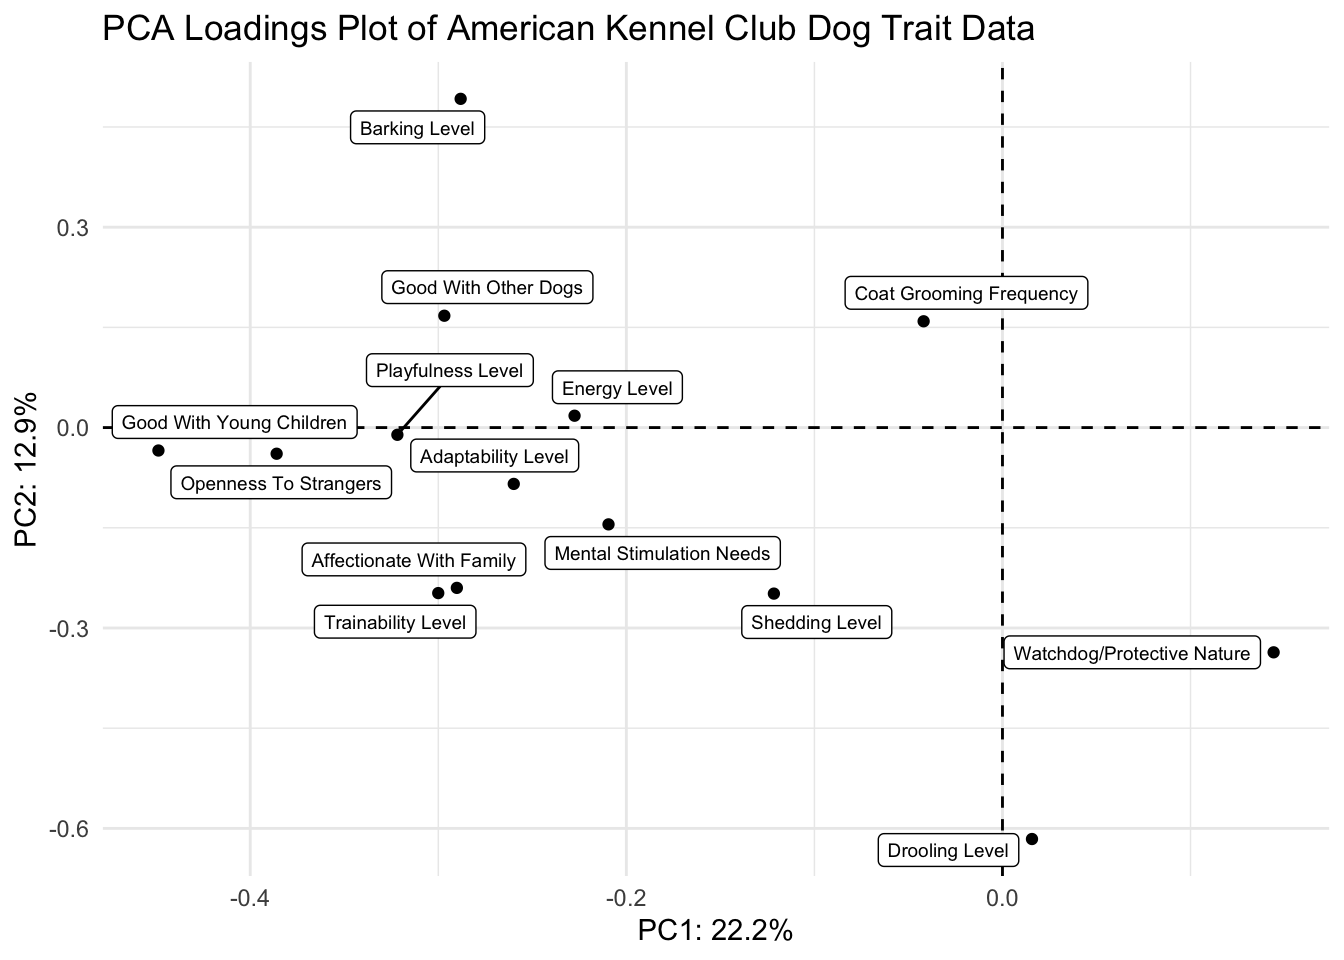 PCA Loadings Plot of American Kennel Club Dog Trait Data
Barking Level
0.3
Good With Other Dogs
Coat Grooming Frequency
Playfulness Level
Energy Level
Good With Young Children
0.0
Adaptability Level
Openness To Strangers
PC2: 12.9%
Mental Stimulation Needs
Affectionate With Family
Trainability Level
Shedding Level
-0.3
Watchdog/Protective Nature
-0.6
Drooling Level
-0.4
-0.2
0.0
PC1: 22.2%